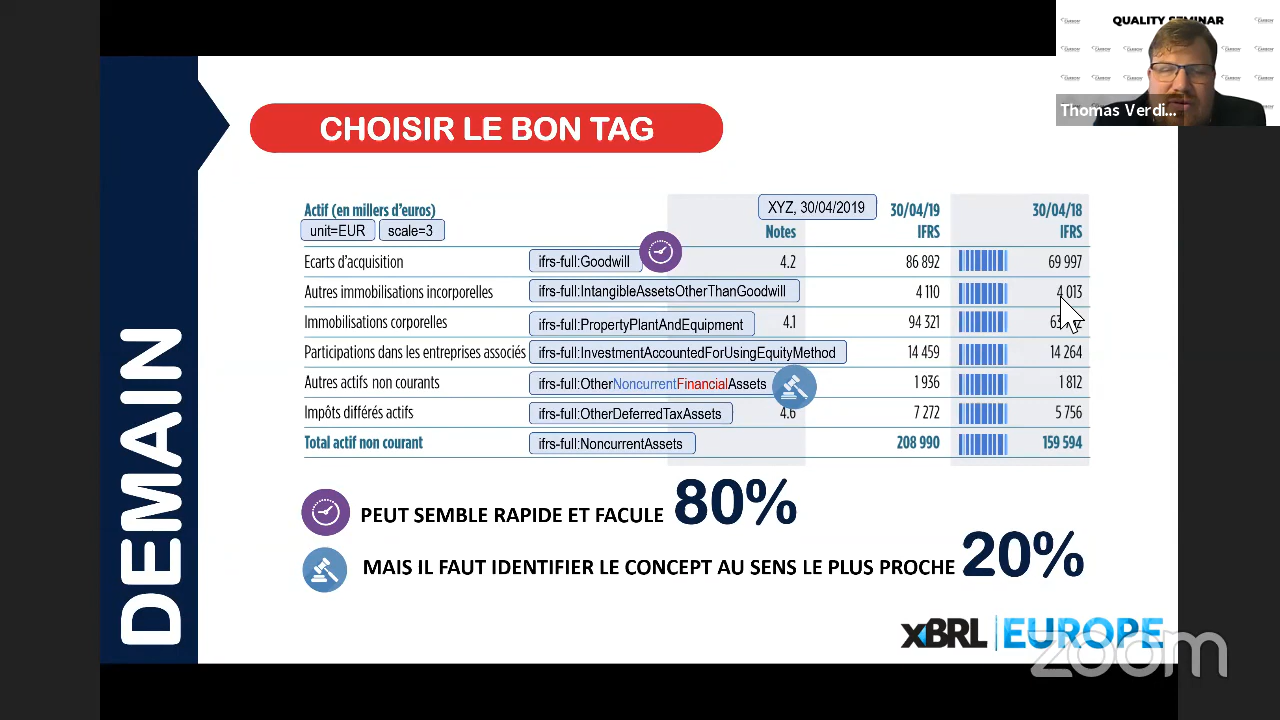 QUALITY SEMINAR
Thomas Verdi...
DEMAIN
CHOISIR LE BON TAG
Actif (en millers d'euros)
unit=EUR scale=3
XYZ, 30/04/2019
Notes
30/04/19
IFRS
30/04/18
IFRS
Ecarts d'acquisition ifrs-full:Goodwill 4.2 86 892 69 997
Autres immobilisations incorporelles ifrs-full:IntangibleAssetsOtherThanGoodwill 4 110 4 013
Immobilisations corporelles ifrs-full:PropertyPlantAndEquipment 4.1 94 321
Participations dans les entreprises associés ifrs-full:InvestmentAccountedForUsingEquityMethod 14 459 14 264
Autres actifs non courants ifrs-full:OtherNoncurrentFinancialAssets 1 936 1 812
Impôts différés actifs ifrs-full:OtherDeferredTaxAssets 4.6 7 272 5 756
Total actif non courant ifrs-full:NoncurrentAssets 208 990 159 594
PEUT SEMBLE RAPIDE ET FACULE 80%
MAIS IL FAUT IDENTIFIER LE CONCEPT AU SENS LE PLUS PROCHE 20%
XBRL EUROPE
zoom